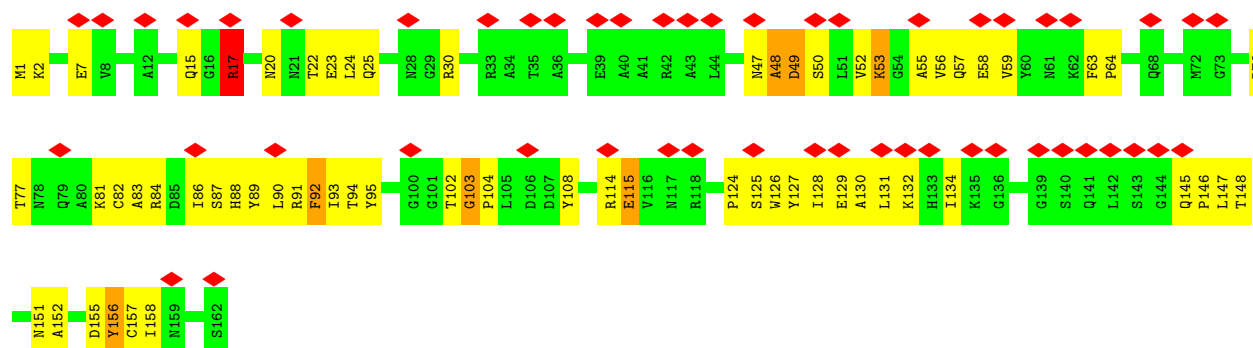 M1 K2 E7 V8 A12 Q15 G16 R17 N20 N21 T22 E23 L24 Q25 N28 G29 R30 R33 A34 T35 A36 E39 A40 A41 R42 A43 L44 N47 A48 D49 S50 L51 V52 K53 G54 A55 V56 Q57 E58 V59 Y60 N61 K62 F63 P64 Q68 M72 G73
T77 N78 Q79 A80 K81 C82 A83 R84 D85 I86 S87 H88 Y89 L90 R91 F92 I93 T94 Y95 G100 G101 T102 G103 P104 L105 D106 D107 Y108 R114 E115 V116 N117 R118 P124 S125 W126 Y127 I128 E129 A130 L131 K132 H133 I134 K135 G136 G139 S140 Q141 L142 S143 G144 Q145 P146 L147 T148
N151 A152 D155 Y156 C157 I158 N159 S162